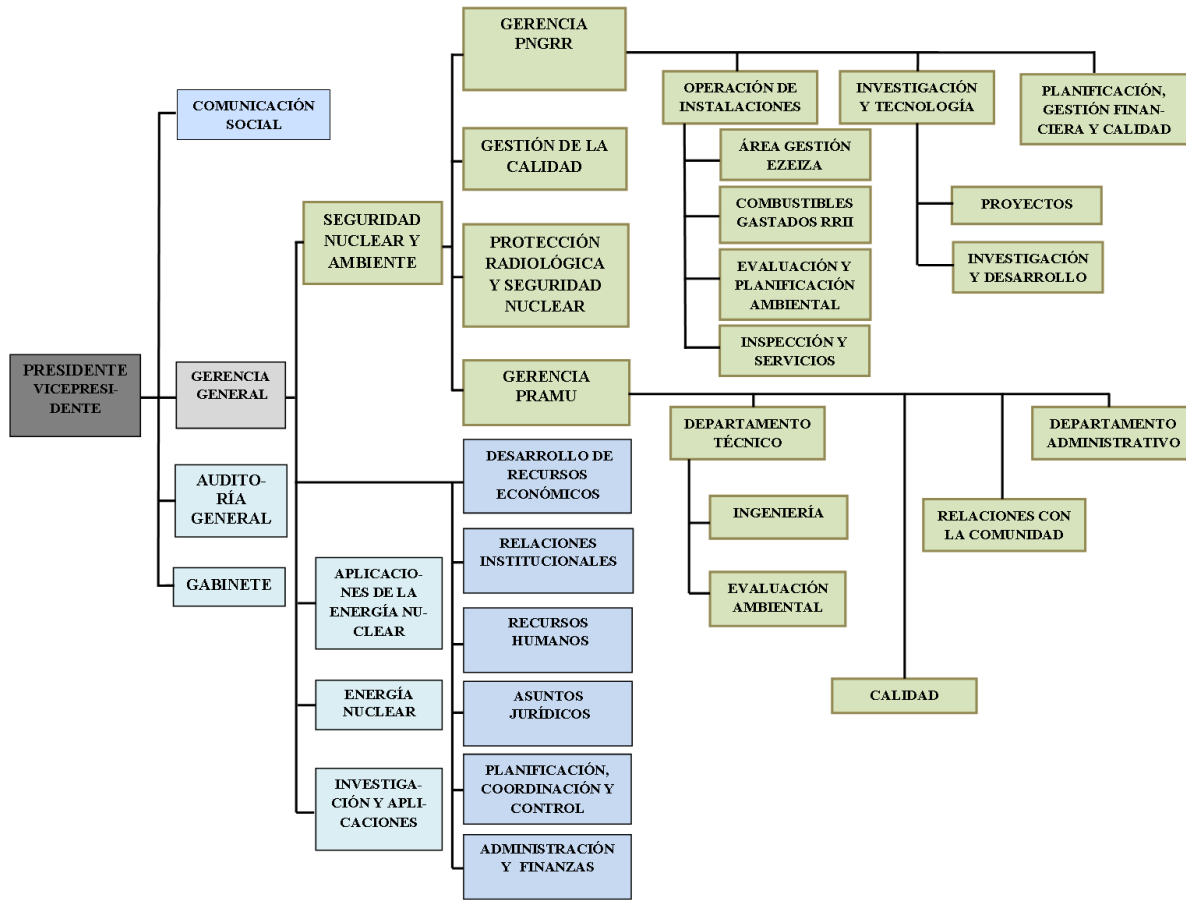 GERENCIA
PNGRR
OPERACIÓN DE
INSTALACIONES
INVESTIGACIÓN
Y TECNOLOGÍA
PLANIFICACIÓN,
GESTIÓN FINAN-
CIERA Y CALIDAD
COMUNICACIÓN
SOCIAL
GESTIÓN DE LA
CALIDAD
ÁREA GESTIÓN
EZEIZA
COMBUSTIBLES
GASTADOS RRII
PROYECTOS
SEGURIDAD
NUCLEAR Y
AMBIENTE
PROTECCIÓN
RADIOLÓGICA
Y SEGURIDAD
NUCLEAR
EVALUACIÓN Y
PLANIFICACIÓN
AMBIENTAL
INVESTIGACIÓN
Y DESARROLLO
INSPECCIÓN Y
SERVICIOS
PRESIDENTE
VICEPRESI-
DENTE
GERENCIA
GENERAL
GERENCIA
PRAMU
DEPARTAMENTO
TÉCNICO
DEPARTAMENTO
ADMINISTRATIVO
AUDITO-
RÍA
GENERAL
DESARROLLO DE
RECURSOS
ECONÓMICOS
INGENIERÍA
RELACIONES CON
LA COMUNIDAD
GABINETE
APLICACIO-
NES DE LA
ENERGÍA NU-
CLEAR
RELACIONES
INSTITUCIONALES
EVALUACIÓN
AMBIENTAL
RECURSOS
HUMANOS
ENERGÍA
NUCLEAR
ASUNTOS
JURÍDICOS
CALIDAD
INVESTIGA-
CIÓN Y APLI-
CACIONES
PLANIFICACIÓN,
COORDINACIÓN Y
CONTROL
ADMINISTRACIÓN
Y FINANZAS